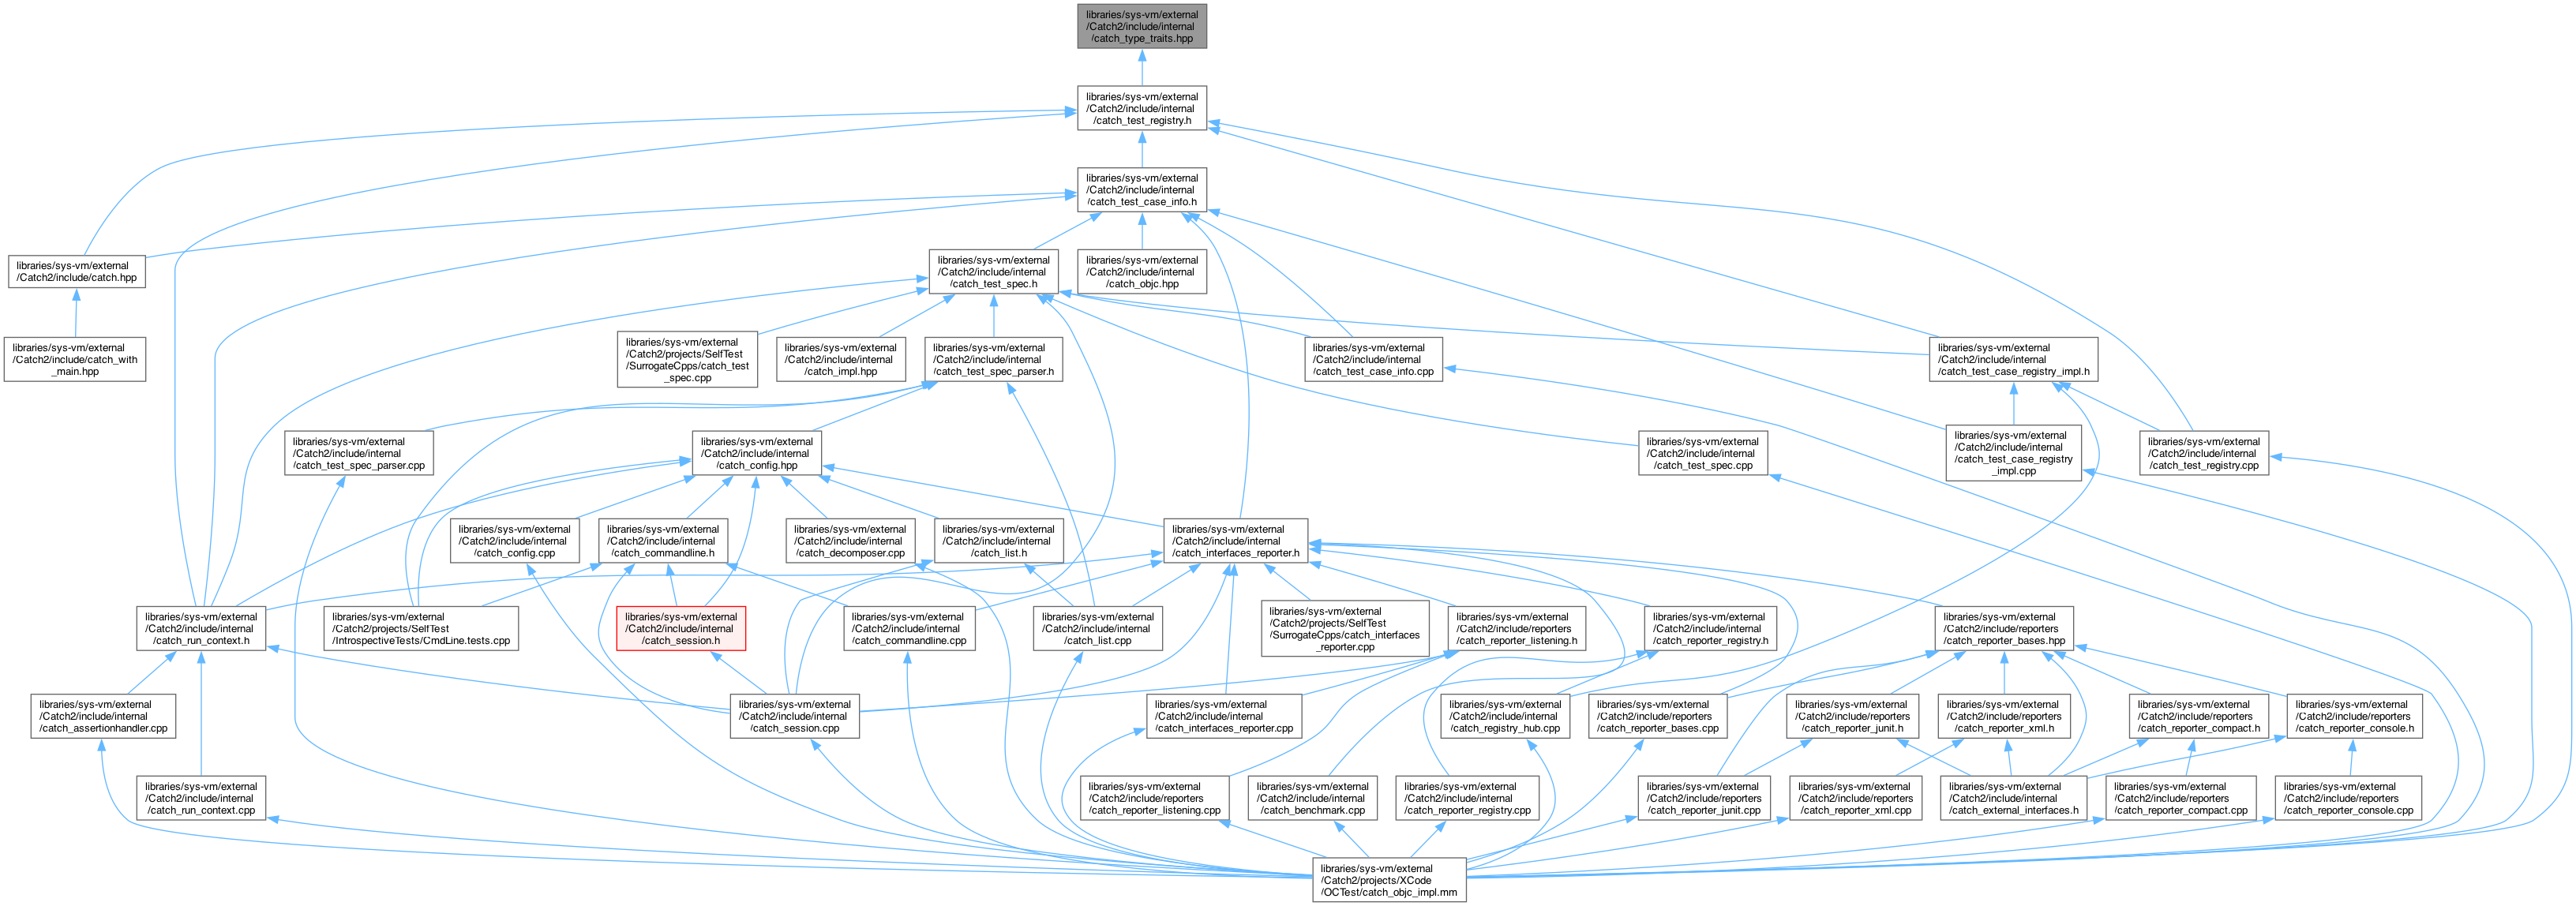 libraries/sys-vm/external
/Catch2/include/internal
/catch_type_traits.hpp
libraries/sys-vm/external
/Catch2/include/internal
/catch_test_registry.h
libraries/sys-vm/external
/Catch2/include/internal
/catch_test_case_info.h
libraries/sys-vm/external
/Catch2/include/catch.hpp
libraries/sys-vm/external
/Catch2/include/internal
/catch_test_spec.h
libraries/sys-vm/external
/Catch2/include/internal
/catch_objc.hpp
libraries/sys-vm/external
/Catch2/include/catch_with
_main.hpp
libraries/sys-vm/external
/Catch2/projects/SelfTest
/SurrogateCpps/catch_test
_spec.cpp
libraries/sys-vm/external
/Catch2/include/internal
/catch_impl.hpp
libraries/sys-vm/external
/Catch2/include/internal
/catch_test_spec_parser.h
libraries/sys-vm/external
/Catch2/include/internal
/catch_test_case_info.cpp
libraries/sys-vm/external
/Catch2/include/internal
/catch_test_case_registry_impl.h
libraries/sys-vm/external
/Catch2/include/internal
/catch_test_spec_parser.cpp
libraries/sys-vm/external
/Catch2/include/internal
/catch_config.hpp
libraries/sys-vm/external
/Catch2/include/internal
/catch_test_spec.cpp
libraries/sys-vm/external
/Catch2/include/internal
/catch_test_case_registry
_impl.cpp
libraries/sys-vm/external
/Catch2/include/internal
/catch_test_registry.cpp
libraries/sys-vm/external
/Catch2/include/internal
/catch_config.cpp
libraries/sys-vm/external
/Catch2/include/internal
/catch_commandline.h
libraries/sys-vm/external
/Catch2/include/internal
/catch_decomposer.cpp
libraries/sys-vm/external
/Catch2/include/internal
/catch_list.h
libraries/sys-vm/external
/Catch2/include/internal
/catch_interfaces_reporter.h
libraries/sys-vm/external
/Catch2/include/internal
/catch_run_context.h
libraries/sys-vm/external
/Catch2/projects/SelfTest
/IntrospectiveTests/CmdLine.tests.cpp
libraries/sys-vm/external
/Catch2/include/internal
/catch_session.h
libraries/sys-vm/external
/Catch2/include/internal
/catch_commandline.cpp
libraries/sys-vm/external
/Catch2/include/internal
/catch_list.cpp
libraries/sys-vm/external
/Catch2/projects/SelfTest
/SurrogateCpps/catch_interfaces
_reporter.cpp
libraries/sys-vm/external
/Catch2/include/reporters
/catch_reporter_listening.h
libraries/sys-vm/external
/Catch2/include/internal
/catch_reporter_registry.h
libraries/sys-vm/external
/Catch2/include/reporters
/catch_reporter_bases.hpp
libraries/sys-vm/external
/Catch2/include/internal
/catch_assertionhandler.cpp
libraries/sys-vm/external
/Catch2/include/internal
/catch_session.cpp
libraries/sys-vm/external
/Catch2/include/internal
/catch_interfaces_reporter.cpp
libraries/sys-vm/external
/Catch2/include/internal
/catch_registry_hub.cpp
libraries/sys-vm/external
/Catch2/include/reporters
/catch_reporter_bases.cpp
libraries/sys-vm/external
/Catch2/include/reporters
/catch_reporter_junit.h
libraries/sys-vm/external
/Catch2/include/reporters
/catch_reporter_xml.h
libraries/sys-vm/external
/Catch2/include/reporters
/catch_reporter_compact.h
libraries/sys-vm/external
/Catch2/include/reporters
/catch_reporter_console.h
libraries/sys-vm/external
/Catch2/include/internal
/catch_run_context.cpp
libraries/sys-vm/external
/Catch2/include/reporters
/catch_reporter_listening.cpp
libraries/sys-vm/external
/Catch2/include/internal
/catch_benchmark.cpp
libraries/sys-vm/external
/Catch2/include/internal
/catch_reporter_registry.cpp
libraries/sys-vm/external
/Catch2/include/reporters
/catch_reporter_junit.cpp
libraries/sys-vm/external
/Catch2/include/reporters
/catch_reporter_xml.cpp
libraries/sys-vm/external
/Catch2/include/internal
/catch_external_interfaces.h
libraries/sys-vm/external
/Catch2/include/reporters
/catch_reporter_compact.cpp
libraries/sys-vm/external
/Catch2/include/reporters
/catch_reporter_console.cpp
libraries/sys-vm/external
/Catch2/projects/XCode
/OCTest/catch_objc_impl.mm